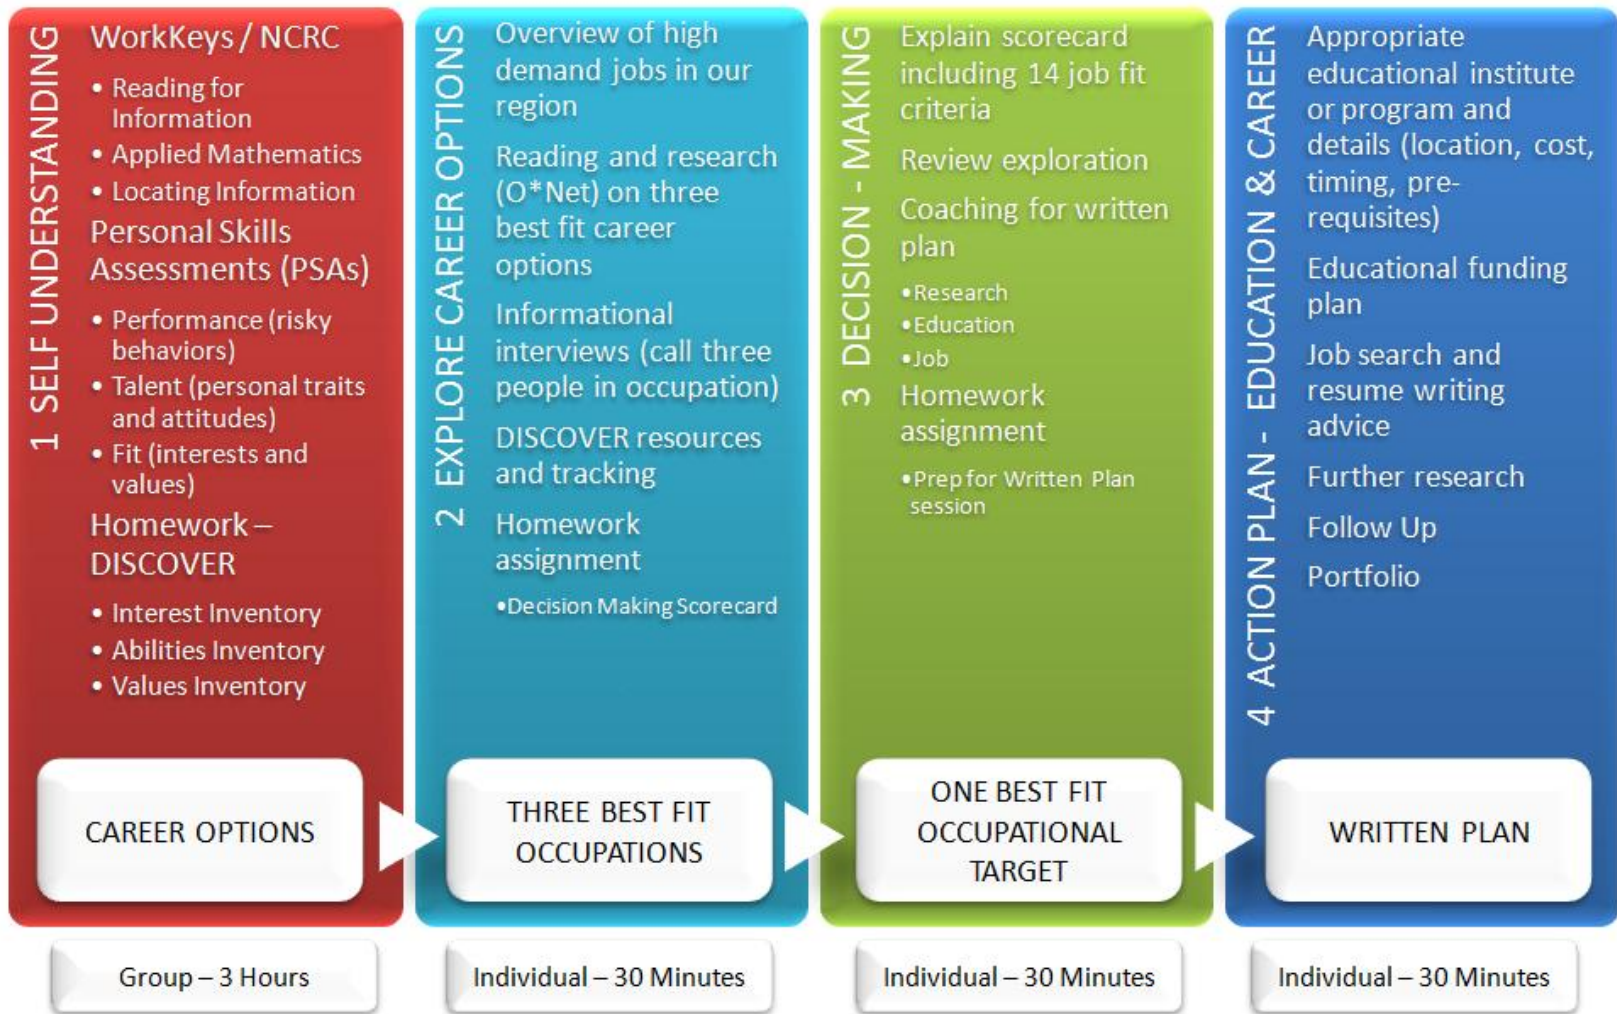 1 SELF UNDERSTANDING
WorkKeys / NCRC
• Reading for
Information
• Applied Mathematics
• Locating Information
Personal Skills
Assessments (PSAs)
• Performance (risky
behaviors)
• Talent (personal traits
and attitudes)
• Fit (interests and
values)
Homework –
DISCOVER
• Interest Inventory
• Abilities Inventory
• Values Inventory
CAREER OPTIONS
Group – 3 Hours
2 EXPLORE CAREER OPTIONS
Overview of high
demand jobs in our
region
Reading and research
(O*Net) on three
best fit career
options
Informational
interviews (call three
people in occupation)
DISCOVER resources
and tracking
Homework
assignment
•Decision Making Scorecard
THREE BEST FIT
OCCUPATIONS
Individual – 30 Minutes
3 DECISION - MAKING
Explain scorecard
including 14 job fit
criteria
Review exploration
Coaching for written
plan
•Research
•Education
•Job
Homework
assignment
•Prep for Written Plan
session
ONE BEST FIT
OCCUPATIONAL
TARGET
Individual – 30 Minutes
4 ACTION PLAN - EDUCATION & CAREER
Appropriate
educational institute
or program and
details (location, cost,
timing, pre-
requisites)
Educational funding
plan
Job search and
resume writing
advice
Further research
Follow Up
Portfolio
WRITTEN PLAN
Individual – 30 Minutes